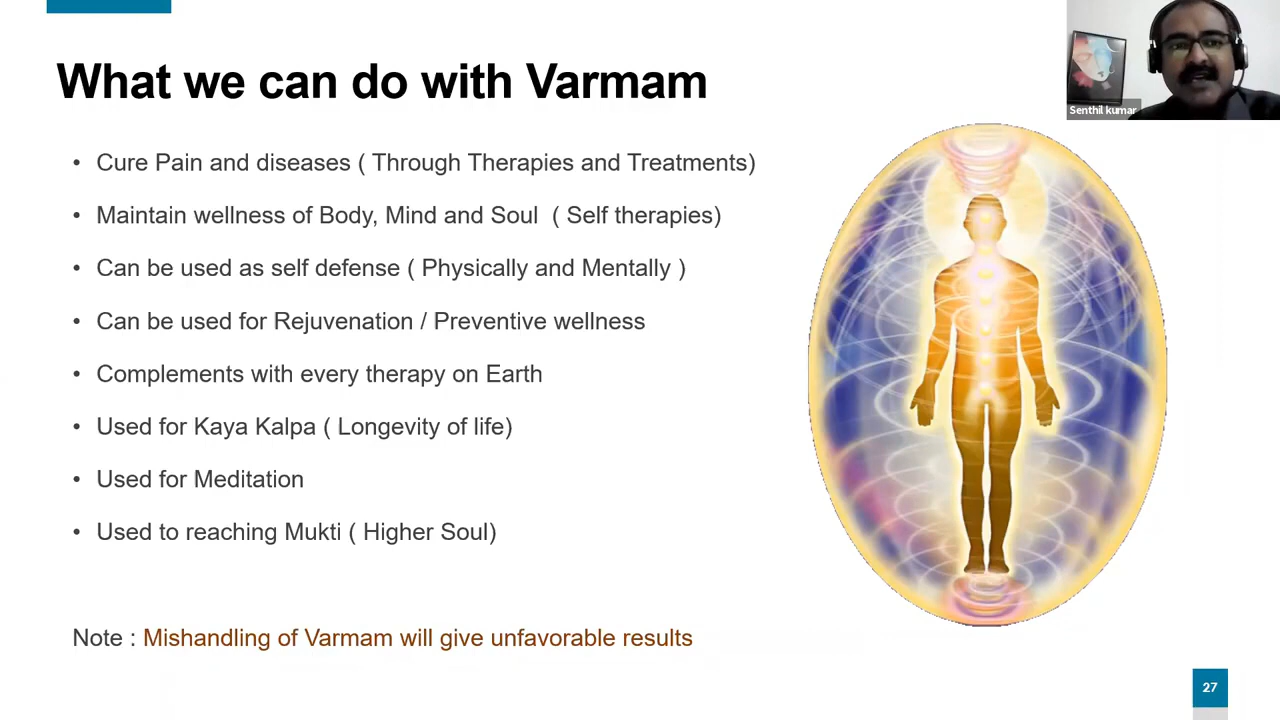 What we can do with Varmam
Senthil kumar
• Cure Pain and diseases ( Through Therapies and Treatments)
• Maintain wellness of Body, Mind and Soul  ( Self therapies)
• Can be used as self defense ( Physically and Mentally )
• Can be used for Rejuvenation / Preventive wellness
• Complements with every therapy on Earth
• Used for Kaya Kalpa ( Longevity of life)
• Used for Meditation
• Used to reaching Mukti ( Higher Soul)
Note : Mishandling of Varmam will give unfavorable results
27